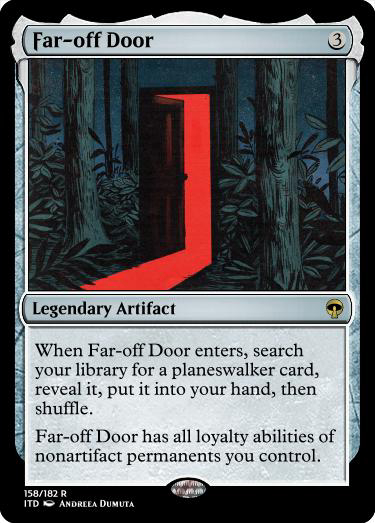 Far-off Door 3
Legendary Artifact
When Far-off Door enters, search
your library for a planeswalker card,
reveal it, put it into your hand, then
shuffle.
Far-off Door has all loyalty abilities of
nonartifact permanents you control.
158/182 R
ITD Andreea Dumuta